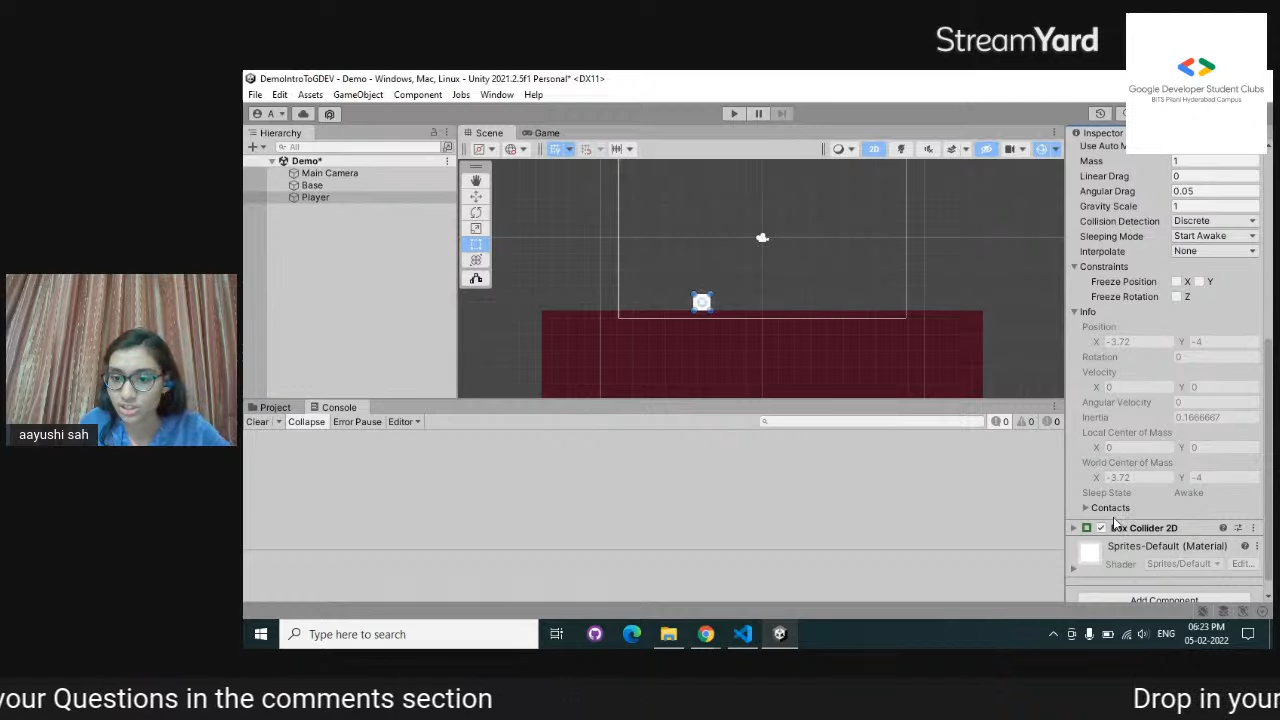 StreamYard
Google Developer Student Clubs
BITS Pilani Hyderabad Campus
DemoIntroToGDEV - Demo - Windows, Mac, Linux - Unity 2021.2.5f1 Personal* <DX11>
File Edit Assets GameObject Component Jobs Window Help
A
Hierarchy
All
Demo*
Main Camera
Base
Player
Scene Game
2D
Inspector
Mass 1
Linear Drag 0
Angular Drag 0.05
Gravity Scale 1
Collision Detection Discrete
Sleeping Mode Start Awake
Interpolate None
Constraints
Freeze Position X Y
Freeze Rotation Z
Info
Position
X -3.72 Y -4
Rotation 0
Velocity
X 0 Y 0
Angular Velocity 0
Inertia 0.1666667
Local Center of Mass
X 0 Y 0
World Center of Mass
X -3.72 Y -4
Sleep State Awake
Contacts
Box Collider 2D
Sprites-Default (Material)
Shader Sprites/Default Edit...
Add Component
Project Console
Clear Collapse Error Pause Editor 0 0 0
aayushi sah
Type here to search
ENG
06:23 PM
05-02-2022
your Questions in the comments section
Drop in your